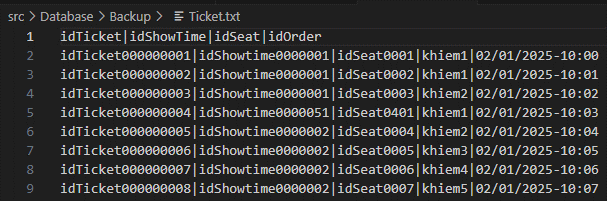 src > Database > Backup > Ticket.txt
1 idTicket|idShowTime|idSeat|idOrder
2 idTicket000000001|idShowtime0000001|idSeat0001|khiem1|02/01/2025-10:00
3 idTicket000000002|idShowtime0000001|idSeat0002|khiem1|02/01/2025-10:01
4 idTicket000000003|idShowtime0000001|idSeat0003|khiem2|02/01/2025-10:02
5 idTicket000000004|idShowtime0000051|idSeat0401|khiem1|02/01/2025-10:03
6 idTicket000000005|idShowtime0000002|idSeat0004|khiem2|02/01/2025-10:04
7 idTicket000000006|idShowtime0000002|idSeat0005|khiem3|02/01/2025-10:05
8 idTicket000000007|idShowtime0000002|idSeat0006|khiem4|02/01/2025-10:06
9 idTicket000000008|idShowtime0000002|idSeat0007|khiem5|02/01/2025-10:07